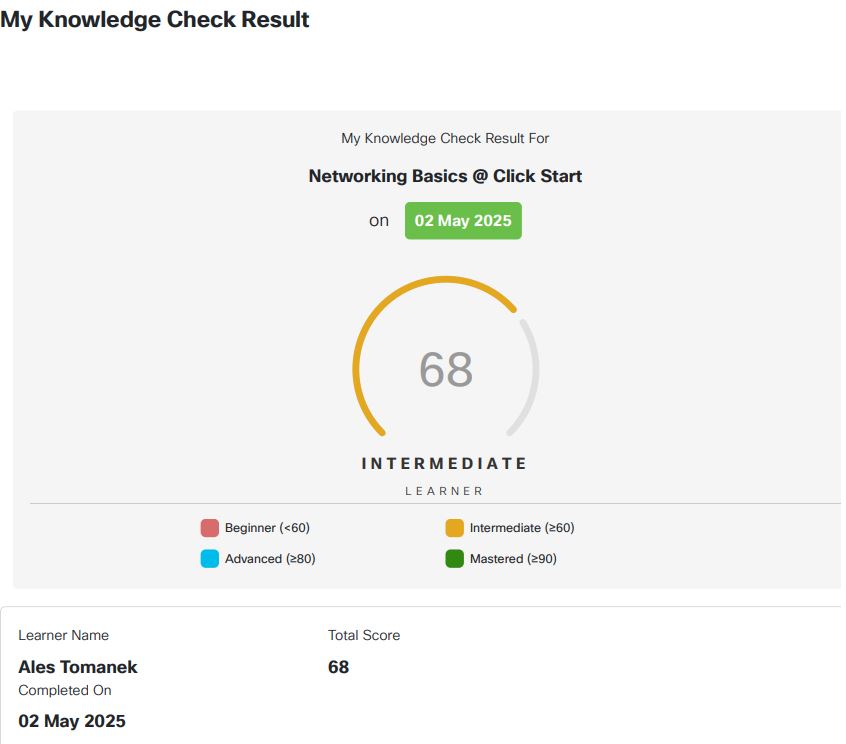 My Knowledge Check Result
My Knowledge Check Result For
Networking Basics @ Click Start
on 02 May 2025
68
INTERMEDIATE
LEARNER
Beginner (<60) Intermediate (≥60)
Advanced (≥80) Mastered (≥90)
Learner Name Total Score
Ales Tomanek 68
Completed On
02 May 2025